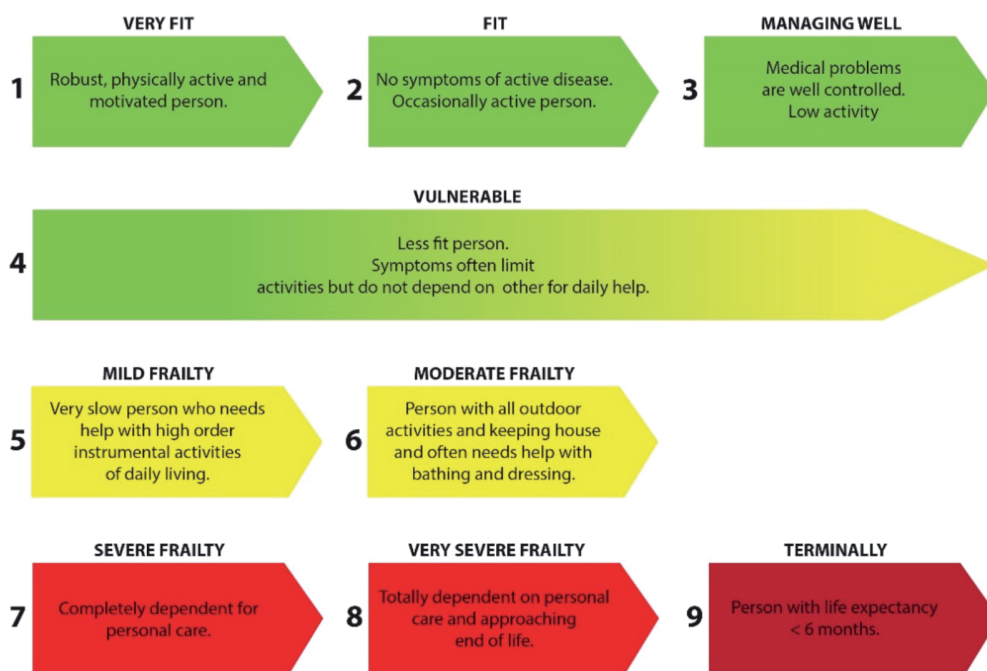 VERY FIT
1
Robust, physically active and
motivated person.
FIT
2
No symptoms of active disease.
Occasionally active person.
MANAGING WELL
3
Medical problems
are well controlled.
Low activity
VULNERABLE
4
Less fit person.
Symptoms often limit
activities but do not depend on other for daily help.
MILD FRAILTY
5
Very slow person who needs
help with high order
instrumental activities
of daily living.
MODERATE FRAILTY
6
Person with all outdoor
activities and keeping house
and often needs help with
bathing and dressing.
SEVERE FRAILTY
7
Completely dependent for
personal care.
VERY SEVERE FRAILTY
8
Totally dependent on personal
care and approaching
end of life.
TERMINALLY
9
Person with life expectancy
< 6 months.